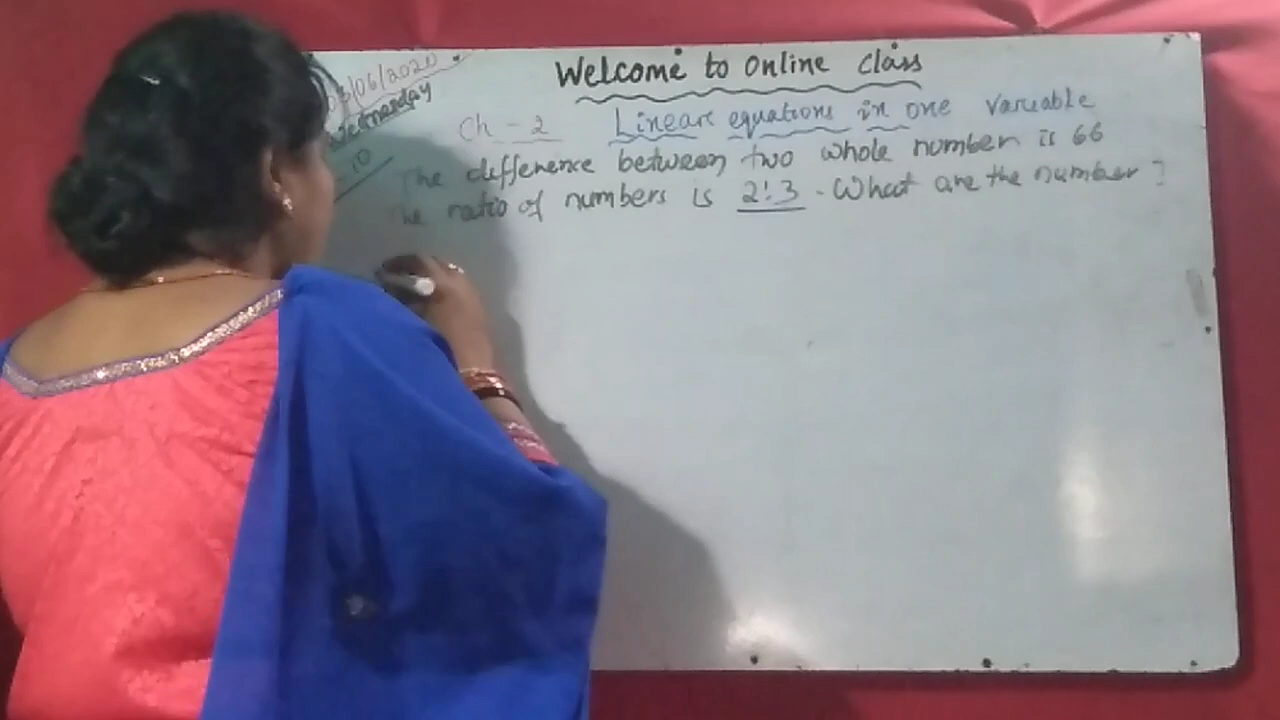 Welcome to Online Class
03/06/2020
Wednesday
10
Ch - 2 Linear equations in one variable
The difference between two whole number is 66
The ratio of numbers is 2:3. What are the number ?